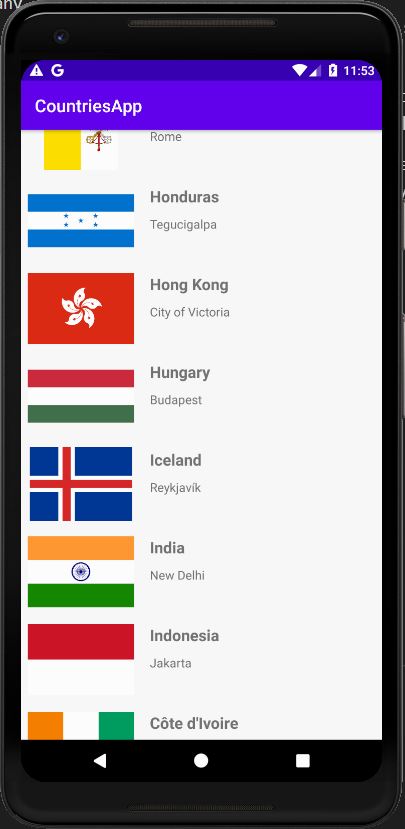 11:53
CountriesApp
Rome
Honduras
Tegucigalpa
Hong Kong
City of Victoria
Hungary
Budapest
Iceland
Reykjavík
India
New Delhi
Indonesia
Jakarta
Côte d'Ivoire